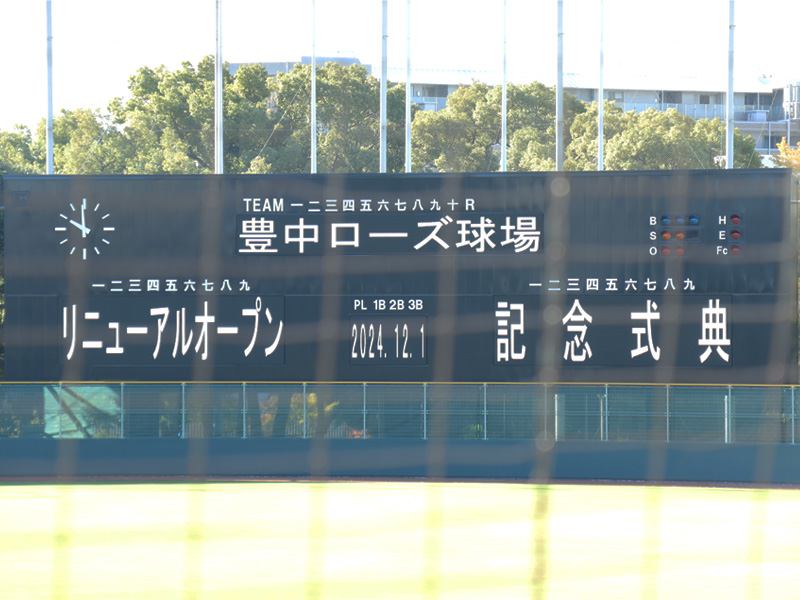 TEAM 一二三四五六七八九十R
豊中ローズ球場
B H
S E
O Fc
一二三四五六七八九
PL 1B 2B 3B
一二三四五六七八九
リニューアルオープン
2024.12.1
記念式典